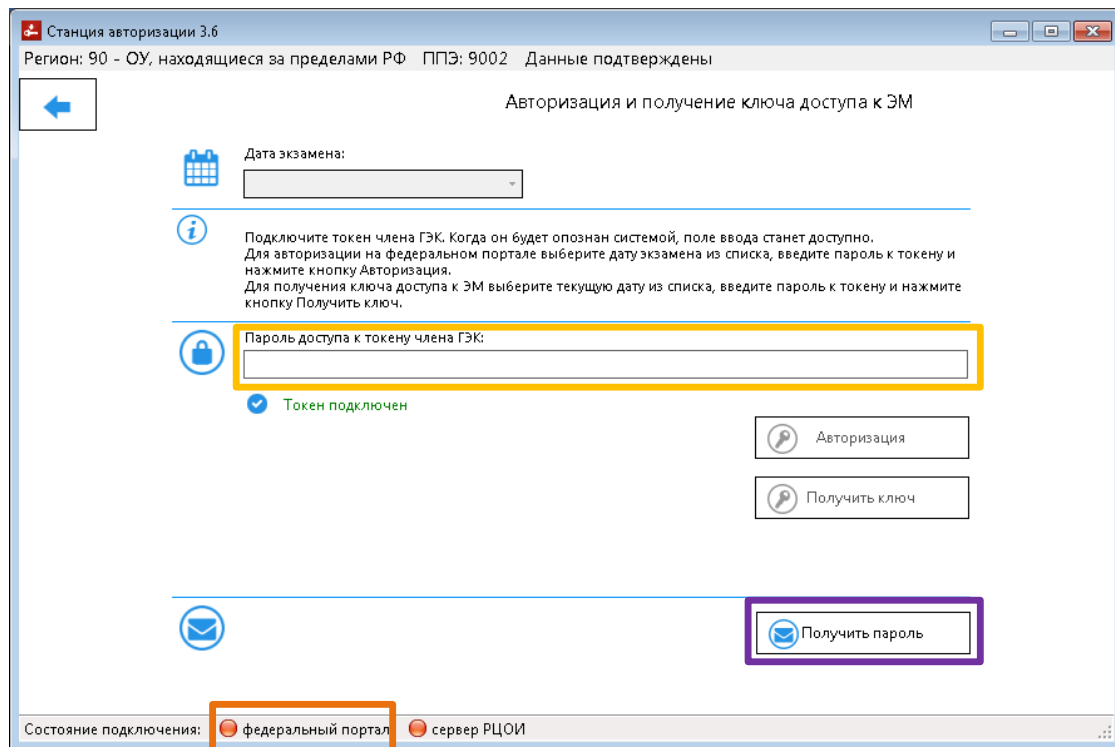 Станция авторизации 3.6
Регион: 90 - ОУ, находящиеся за пределами РФ ППЭ: 9002 Данные подтверждены
Авторизация и получение ключа доступа к ЭМ
Дата экзамена:
Подключите токен члена ГЭК. Когда он будет опознан системой, поле ввода станет доступно.
Для авторизации на федеральном портале выберите дату экзамена из списка, введите пароль к токену и
нажмите кнопку Авторизация.
Для получения ключа доступа к ЭМ выберите текущую дату из списка, введите пароль к токену и нажмите
кнопку Получить ключ.
Пароль доступа к токену члена ГЭК:
Токен подключен
Авторизация
Получить ключ
Получить пароль
Состояние подключения: федеральный портал сервер РЦОИ